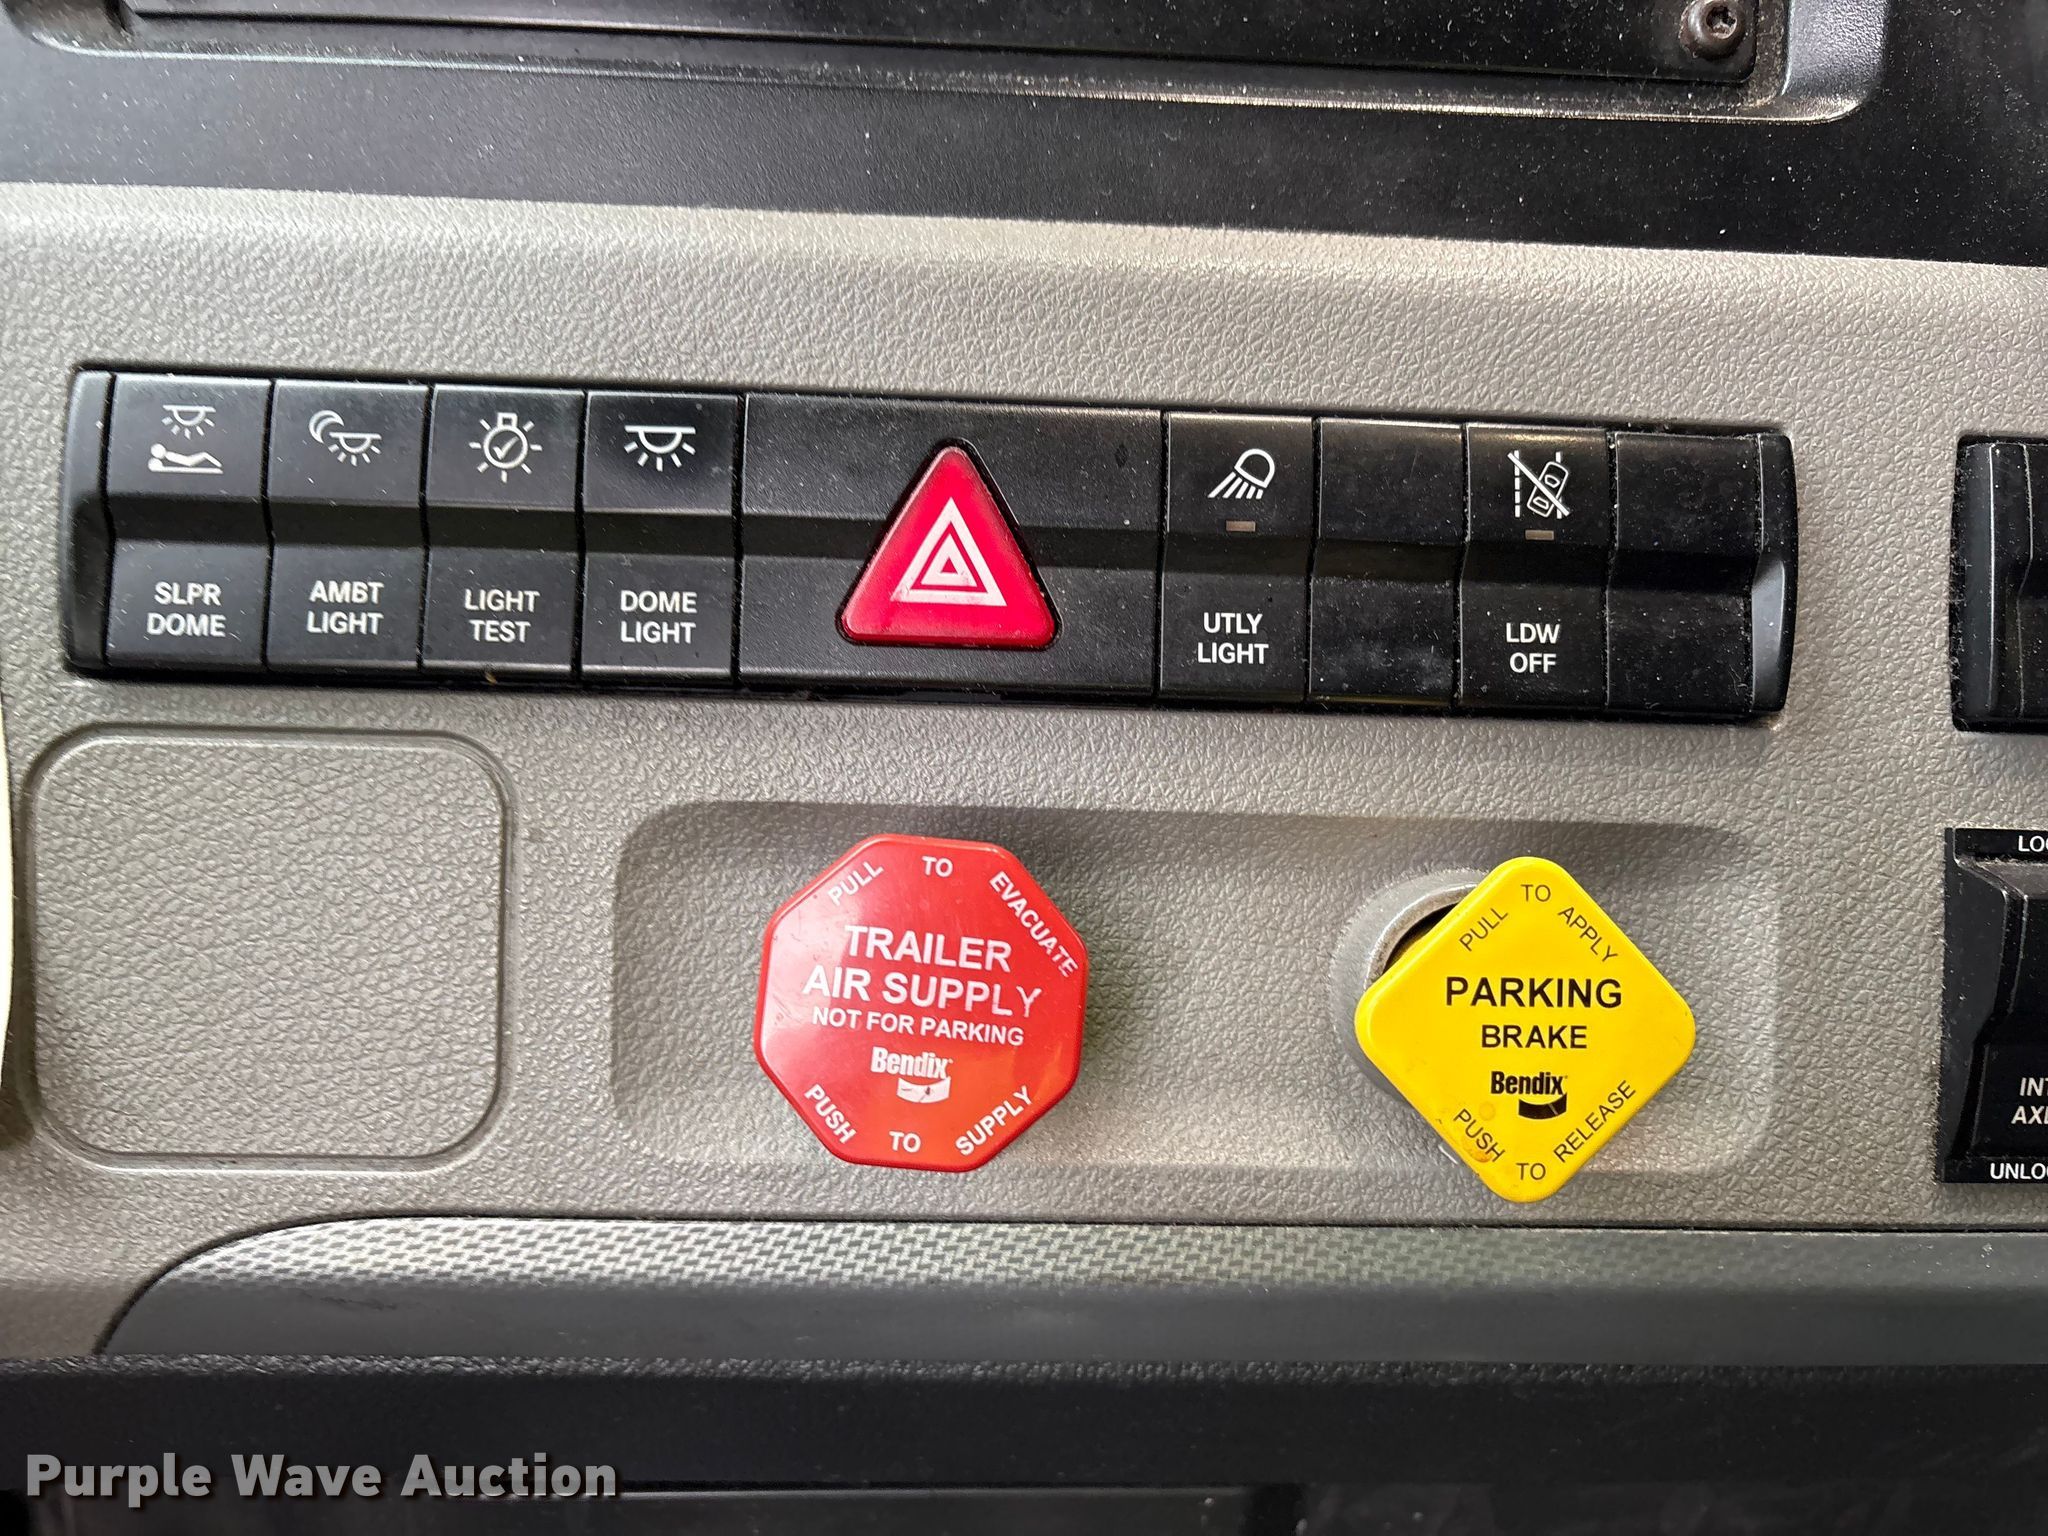 SLPR
DOME
AMBT
LIGHT
LIGHT
TEST
DOME
LIGHT
UTLY
LIGHT
LDW
OFF
PULL TO EVACUATE
TRAILER
AIR SUPPLY
NOT FOR PARKING
Bendix
PUSH TO SUPPLY
PULL TO APPLY
PARKING
BRAKE
Bendix
PUSH TO RELEASE
Purple Wave Auction